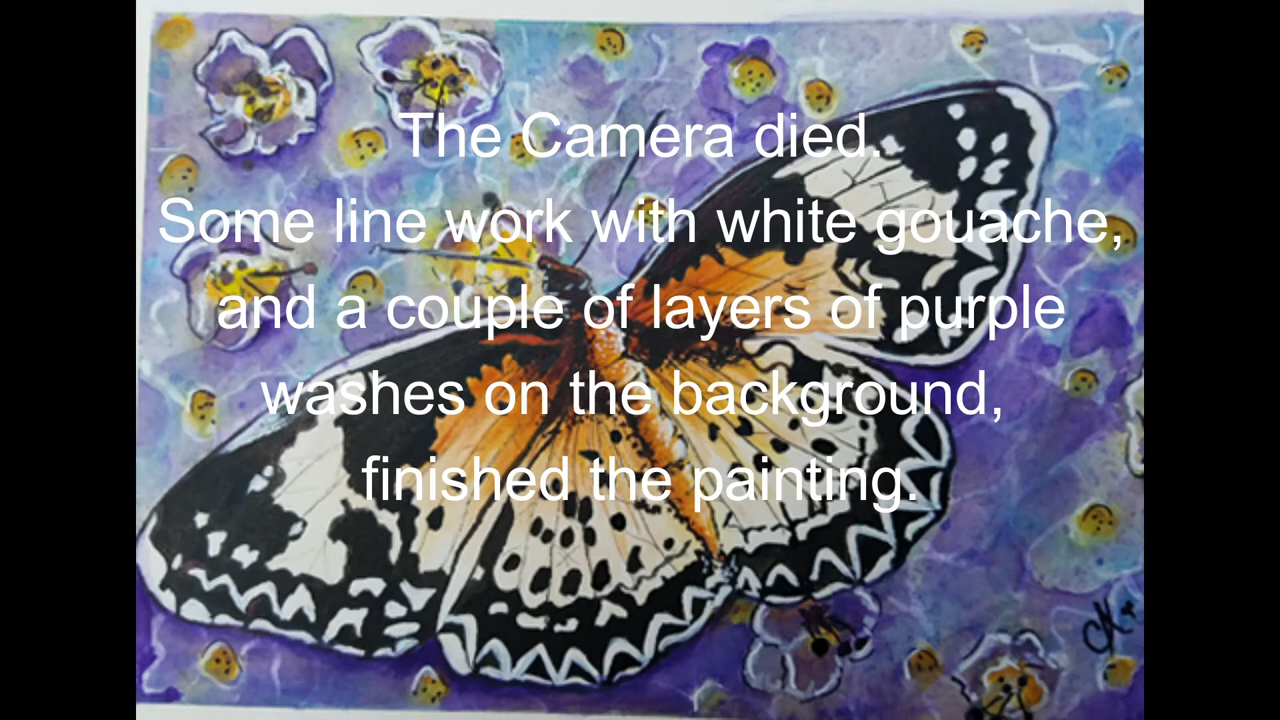 The Camera died.
Some line work with white gouache,
and a couple of layers of purple
washes on the background,
finished the painting.